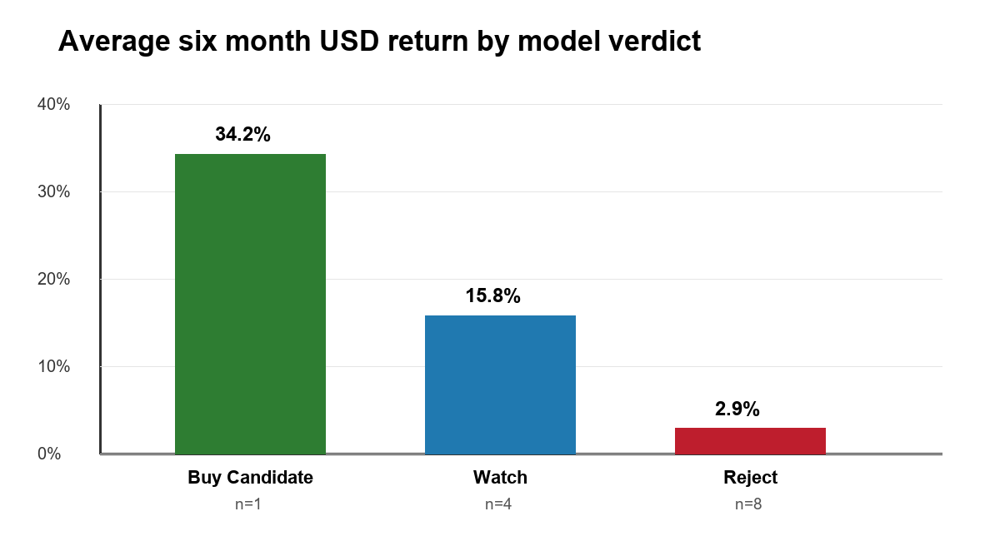 Average six month USD return by model verdict
40%
34.2%
30%
20%
15.8%
10%
2.9%
0%
Buy Candidate Watch Reject
n=1 n=4 n=8